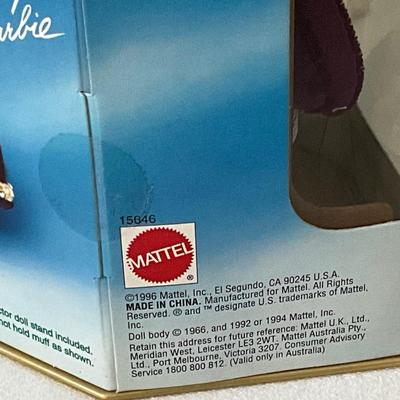 15646
MATTEL
®
©1996 Mattel, Inc., El Segundo, CA 90245 U.S.A.
MADE IN CHINA. Manufactured for Mattel. All Rights
Reserved. ® and ™ designate U.S. trademarks of Mattel,
Inc.
Doll body © 1966, and 1992 or 1994 Mattel, Inc.
Retain this address for future reference: Mattel U.K., Ltd.,
Meridian West, Leicester LE3 2WT. Mattel Australia Pty.,
Ltd., Port Melbourne, Victoria 3207. Consumer Advisory
Service 1800 800 812. (Valid only in Australia)
doll stand included.
hold muff as shown.